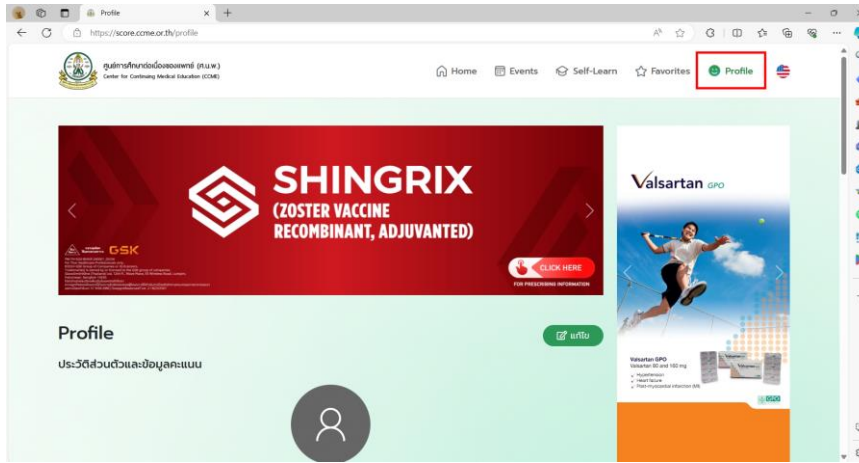 Profile
https://score.ccme.or.th/profile
ศูนย์การศึกษาต่อเนื่องของแพทย์ (ศ.น.พ.)
Center for Continuing Medical Education (CCME)
Home
Events
Self-Learn
Favorites
Profile
SHINGRIX
(ZOSTER VACCINE
RECOMBINANT, ADJUVANTED)
GSK
CLICK HERE
FOR PRESCRIBING INFORMATION
Valsartan GPO
Profile
แก้ไข
ประวัติส่วนตัวและข้อมูลคะแนน
Valsartan GPO
Valsartan 80 and 160 mg
Hypertension
Heart failure
Post-myocardial infarction (MI)